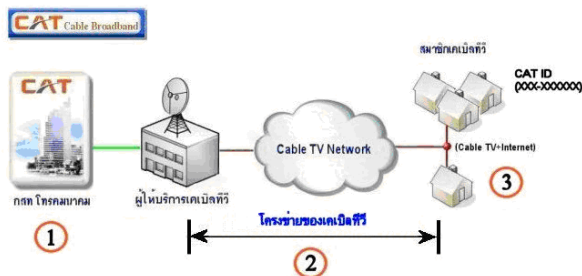 CAT Cable Broadband
สมาชิกเคเบิลทีวี
CAT ID
(XXX-XXXXXX)
CAT
Cable TV Network
(Cable TV+Internet)
กสท โทรคมนาคม
ผู้ให้บริการเคเบิลทีวี
3
โครงข่ายของเคเบิลทีวี
1
2